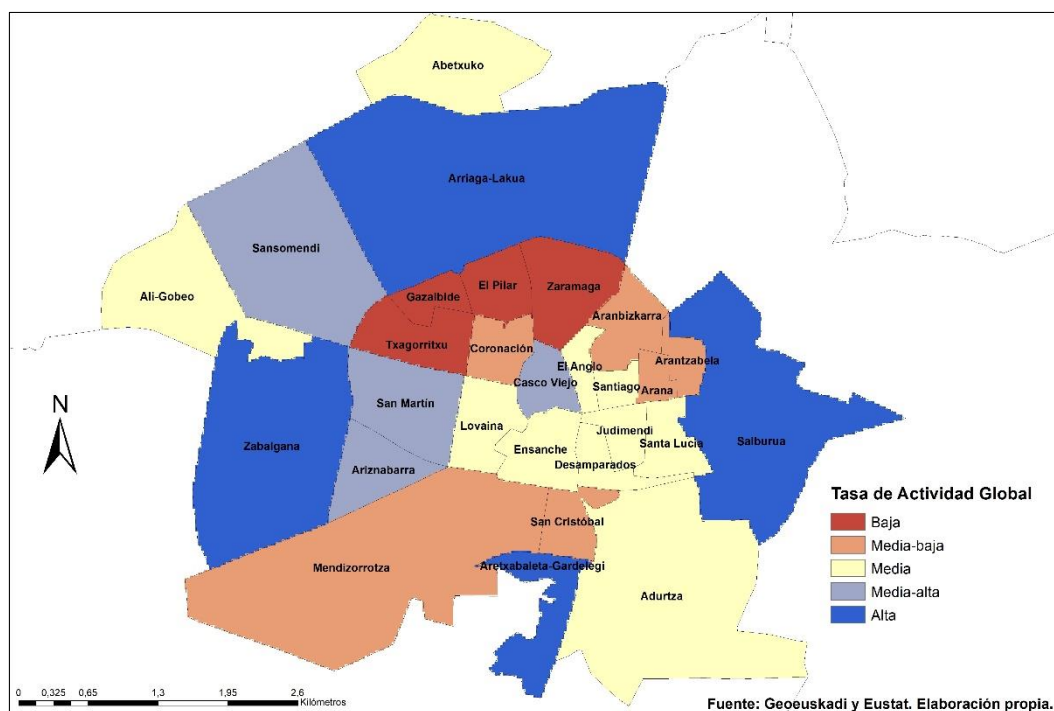 Abetxuko
Arriaga-Lakua
Sansomendi
Ali-Gobeo
Gazalbide
El Pilar
Zaramaga
Aranbizkarra
Txagorritxu
Coronación
Arantzabela
El Anglo
Casco Viejo
Santiago
Arana
San Martín
Lovaina
Judimendi
Santa Lucía
Salburua
Zabalgana
Ensanche
Ariznabarra
Desamparados
N
San Cristóbal
Mendizorrotza
Aretxabaleta-Gardelegi
Adurtza
Tasa de Actividad Global
Baja
Media-baja
Media
Media-alta
Alta
0 0,325 0,65 1,3 1,95 2,6
Kilómetros
Fuente: Geoeuskadi y Eustat. Elaboración propia.